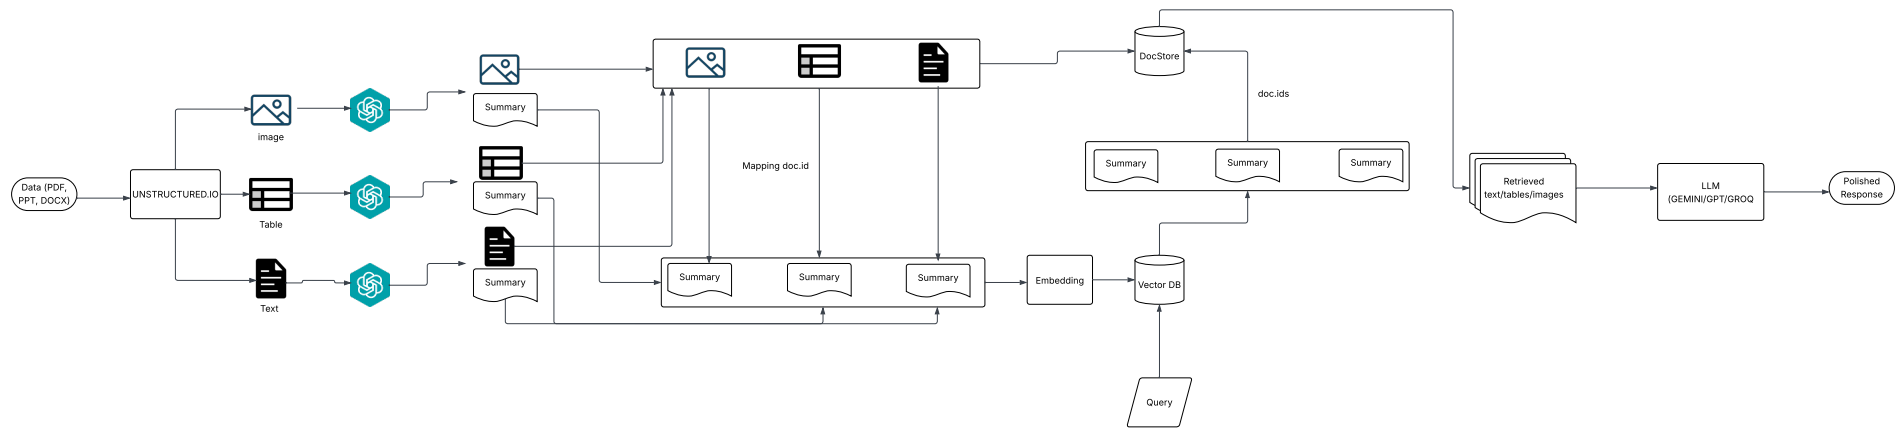 Data (PDF,
PPT, DOCX)
UNSTRUCTURED.IO
image
Table
Text
Summary
Summary
Summary
Mapping doc.id
Summary
Summary
Summary
Embedding
DocStore
doc.ids
Summary
Summary
Summary
Vector DB
Query
Retrieved
text/tables/images
LLM
(GEMINI/GPT/GROQ
Polished
Response